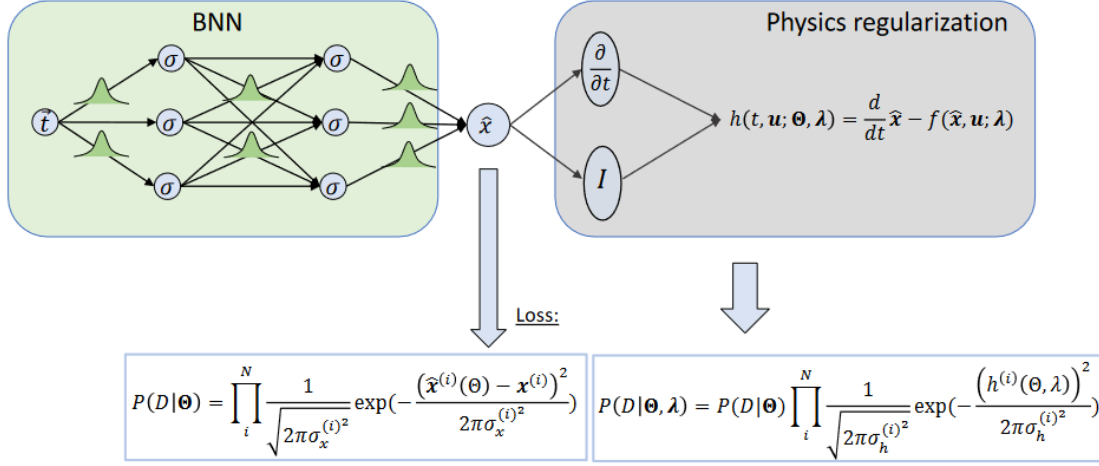 BNN
Physics regularization
σ σ
t⃗ σ σ
σ σ
x̂
∂/∂t
I
h(t, u; Θ, λ) = d/dt x̂ − f(x̂, u; λ)
Loss:
P(D|Θ) = ∏_i^N 1/√(2πσ_x^(i)²) exp(− (x̂^(i)(Θ) − x^(i))² / 2πσ_x^(i)²)
P(D|Θ, λ) = P(D|Θ) ∏_i^N 1/√(2πσ_h^(i)²) exp(− (h^(i)(Θ, λ))² / 2πσ_h^(i)²)